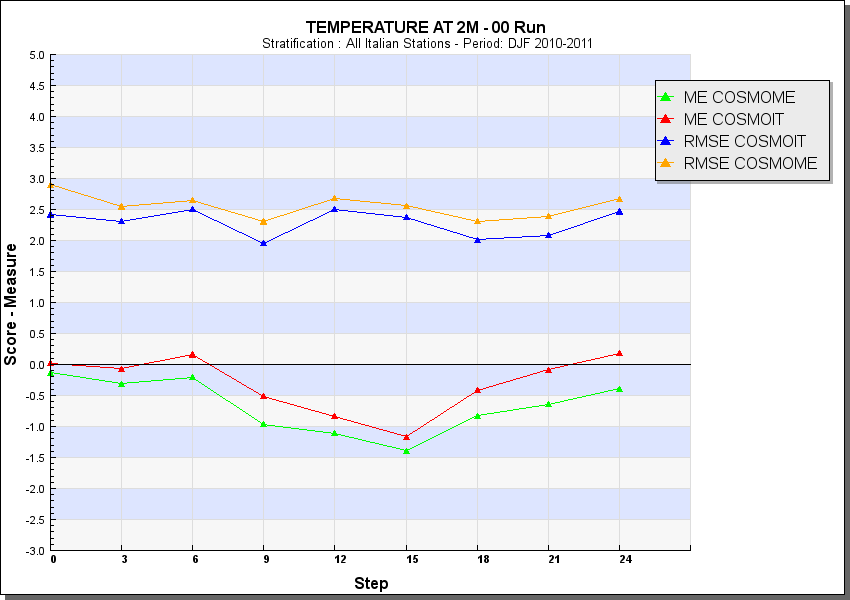 TEMPERATURE AT 2M - 00 Run
Stratification : All Italian Stations - Period: DJF 2010-2011
ME COSMOME
ME COSMOIT
RMSE COSMOIT
RMSE COSMOME
Score - Measure
5.0
4.5
4.0
3.5
3.0
2.5
2.0
1.5
1.0
0.5
0.0
-0.5
-1.0
-1.5
-2.0
-2.5
-3.0
0 3 6 9 12 15 18 21 24
Step